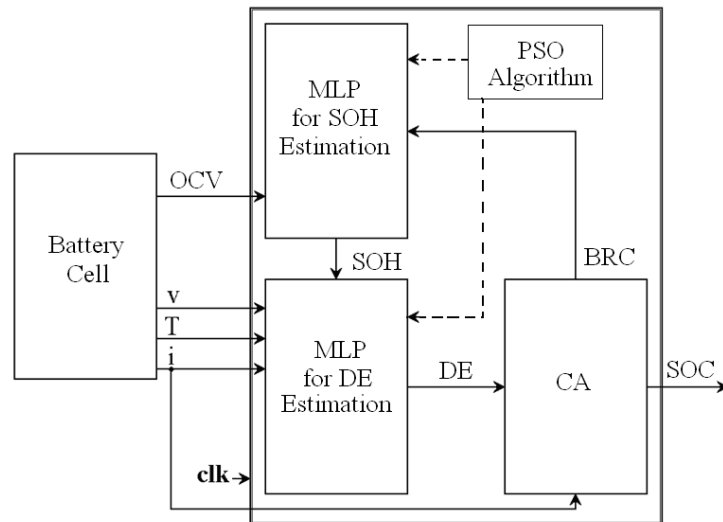 PSO
Algorithm
MLP
for SOH
Estimation
OCV
Battery
Cell
SOH
BRC
v
T
i
MLP
for DE
Estimation
DE
CA
SOC
clk